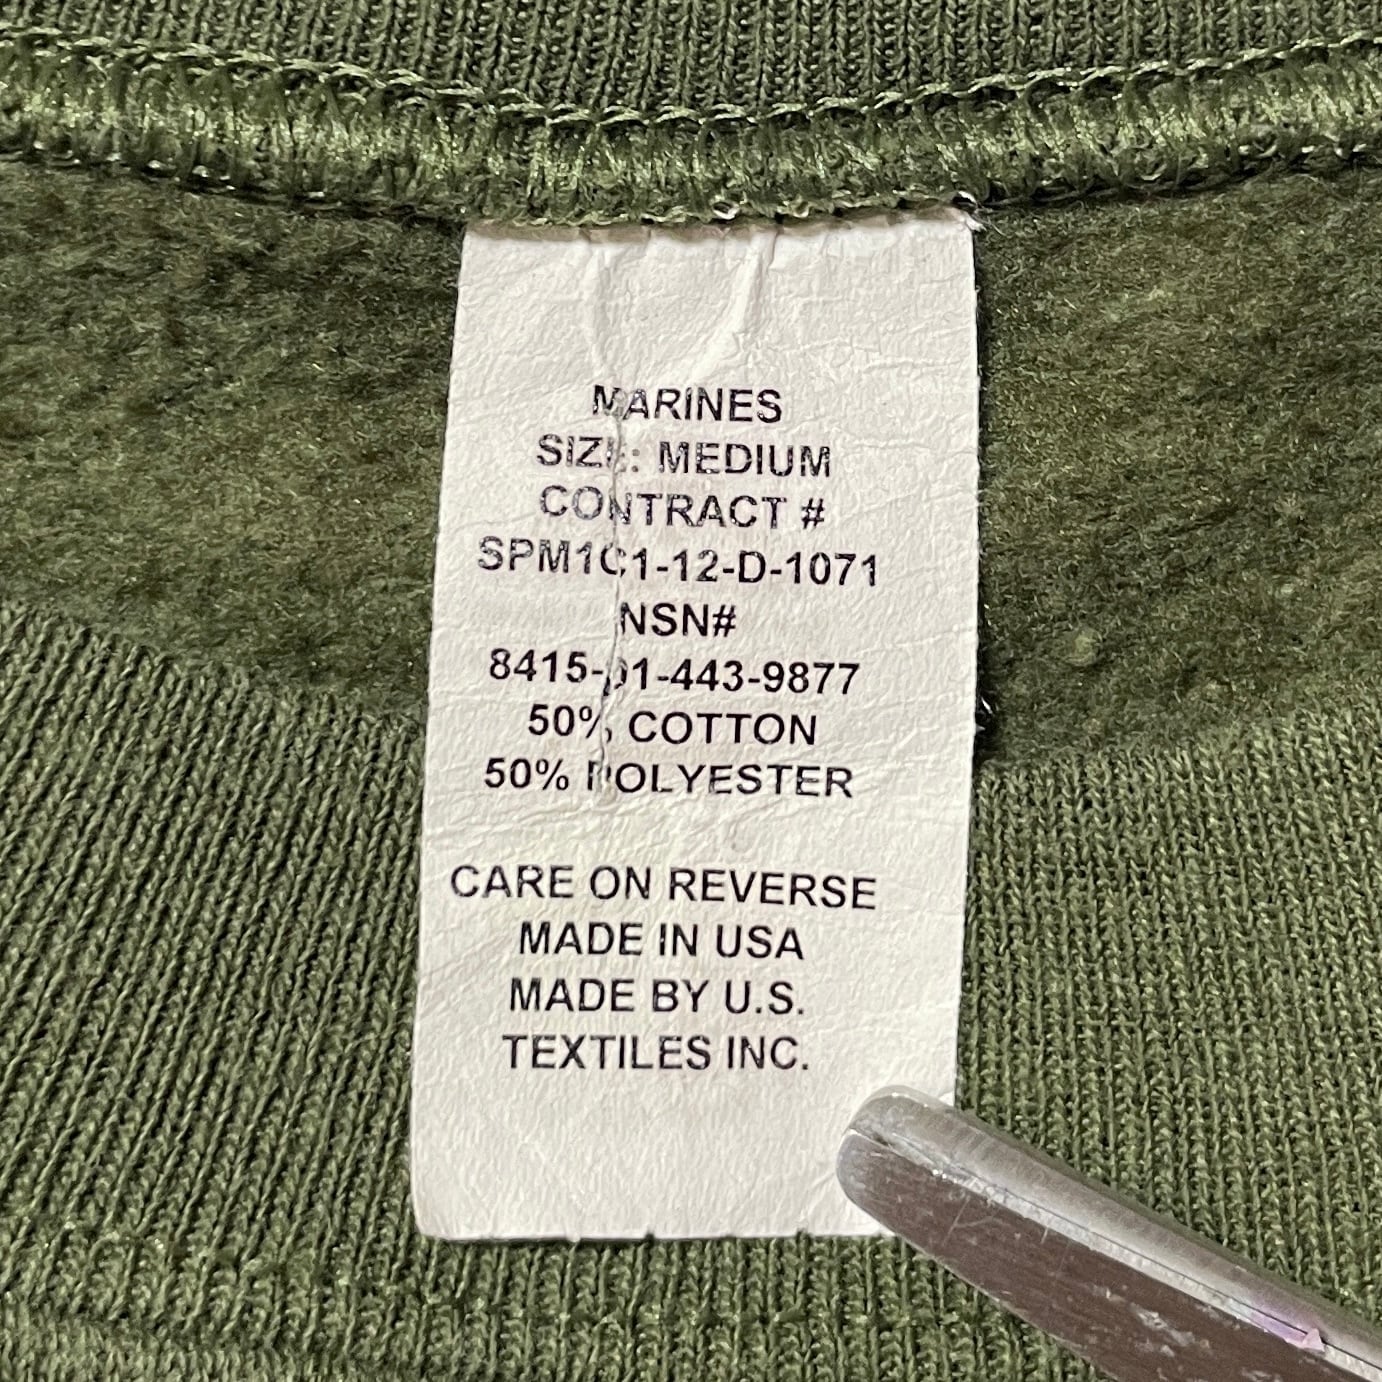 MARINES
SIZE: MEDIUM
CONTRACT #
SPM1C1-12-D-1071
NSN#
8415-01-443-9877
50% COTTON
50% POLYESTER
CARE ON REVERSE
MADE IN USA
MADE BY U.S.
TEXTILES INC.